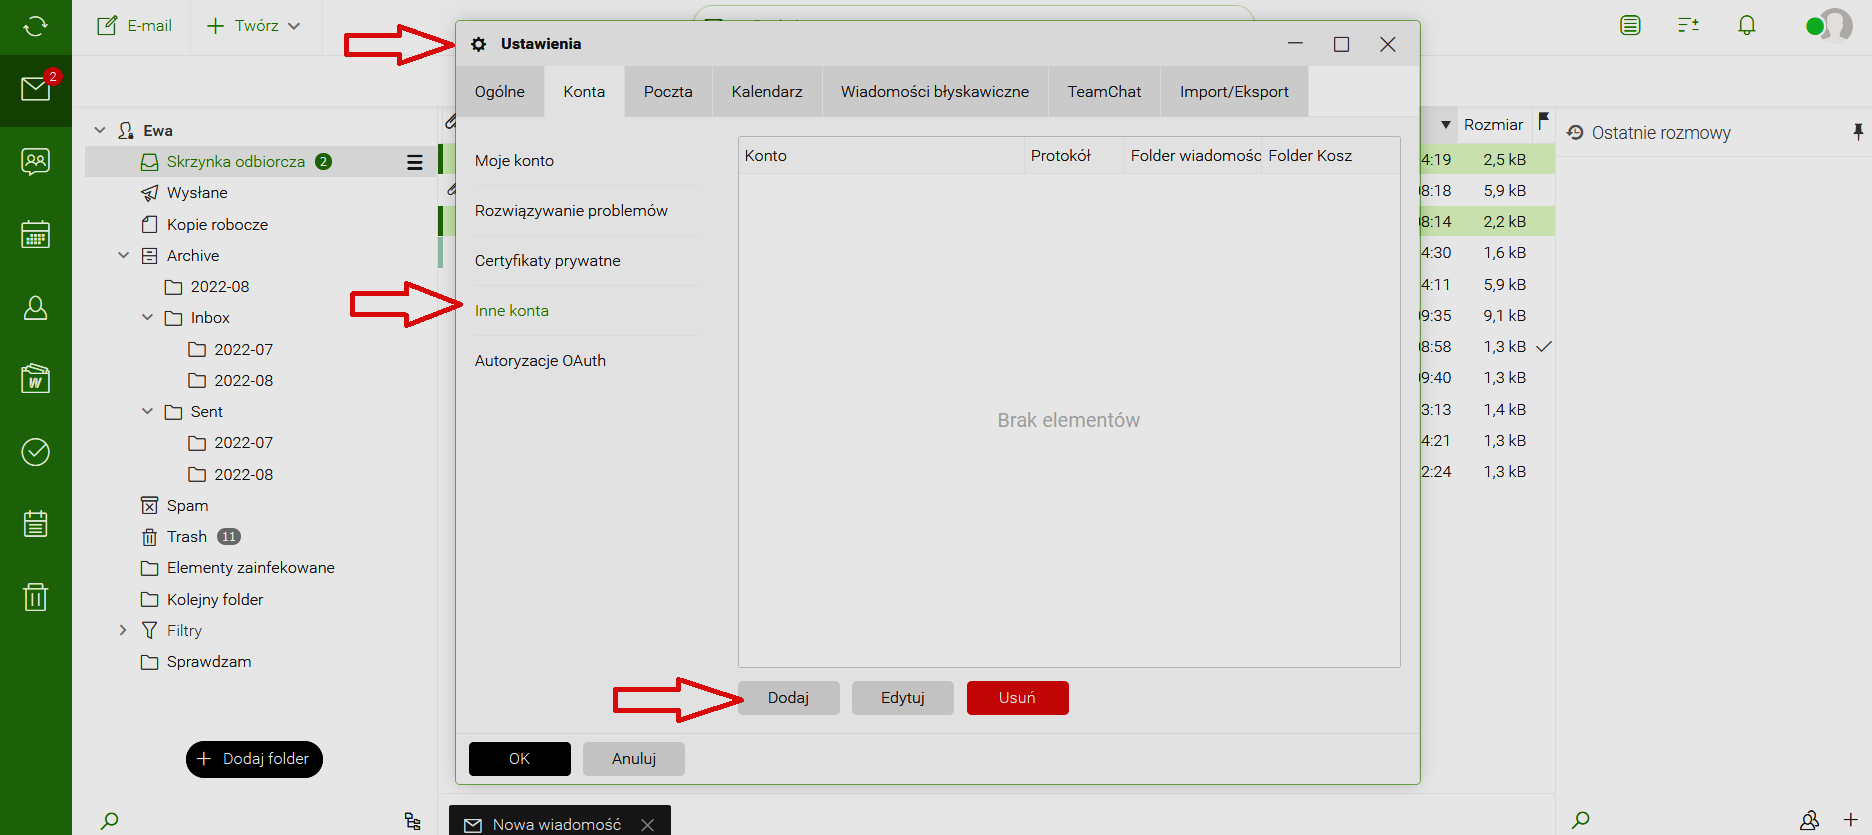 E-mail
Twórz
2
Ustawienia
Ogólne
Konta
Poczta
Kalendarz
Wiadomości błyskawiczne
TeamChat
Import/Eksport
Ewa
Skrzynka odbiorcza 2
Wysłane
Kopie robocze
Archive
2022-08
Inbox
2022-07
2022-08
Sent
2022-07
2022-08
Spam
Trash 11
Elementy zainfekowane
Kolejny folder
Filtry
Sprawdzam
Dodaj folder
Moje konto
Rozwiązywanie problemów
Certyfikaty prywatne
Inne konta
Autoryzacje OAuth
Konto
Protokół
Folder wiadomośc
Folder Kosz
Brak elementów
Dodaj
Edytuj
Usuń
OK
Anuluj
Nowa wiadomość
Rozmiar
4:19 2,5 kB
8:18 5,9 kB
8:14 2,2 kB
4:30 1,6 kB
4:11 5,9 kB
9:35 9,1 kB
8:58 1,3 kB
9:40 1,3 kB
3:13 1,4 kB
4:21 1,3 kB
2:24 1,3 kB
Ostatnie rozmowy